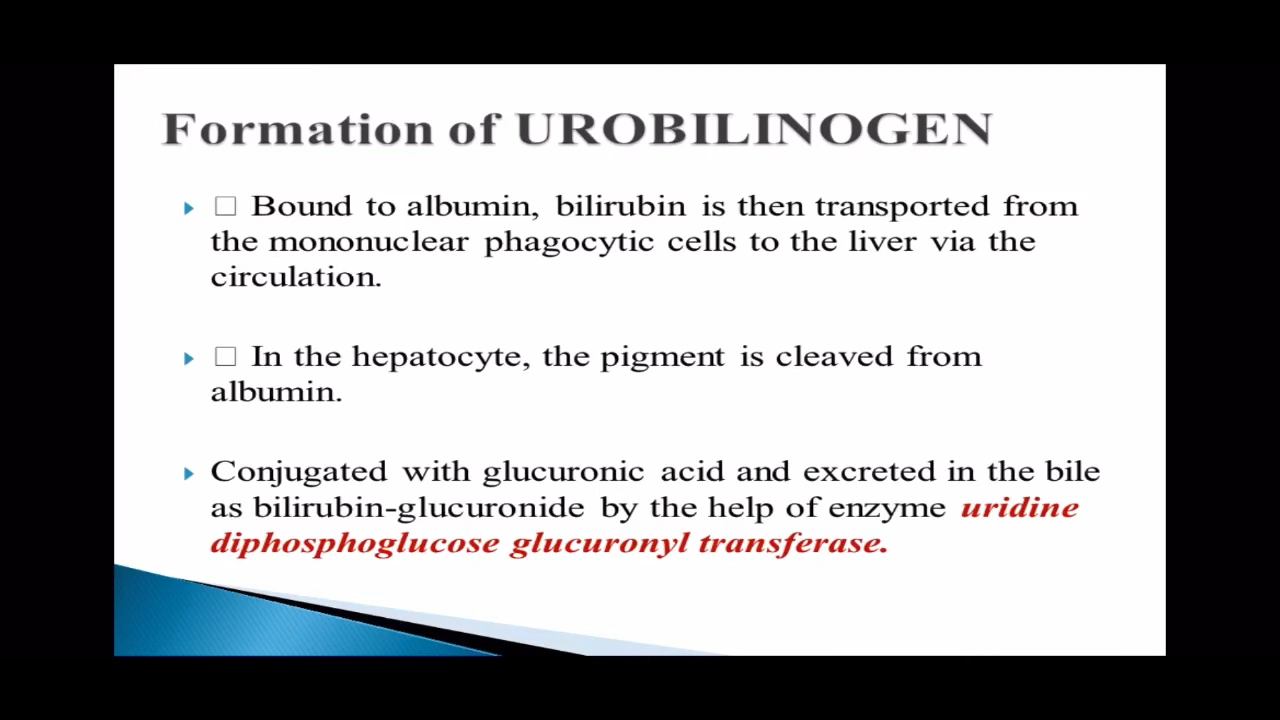 Formation of UROBILINOGEN
□ Bound to albumin, bilirubin is then transported from
the mononuclear phagocytic cells to the liver via the
circulation.
□ In the hepatocyte, the pigment is cleaved from
albumin.
Conjugated with glucuronic acid and excreted in the bile
as bilirubin-glucuronide by the help of enzyme uridine
diphosphoglucose glucuronyl transferase.